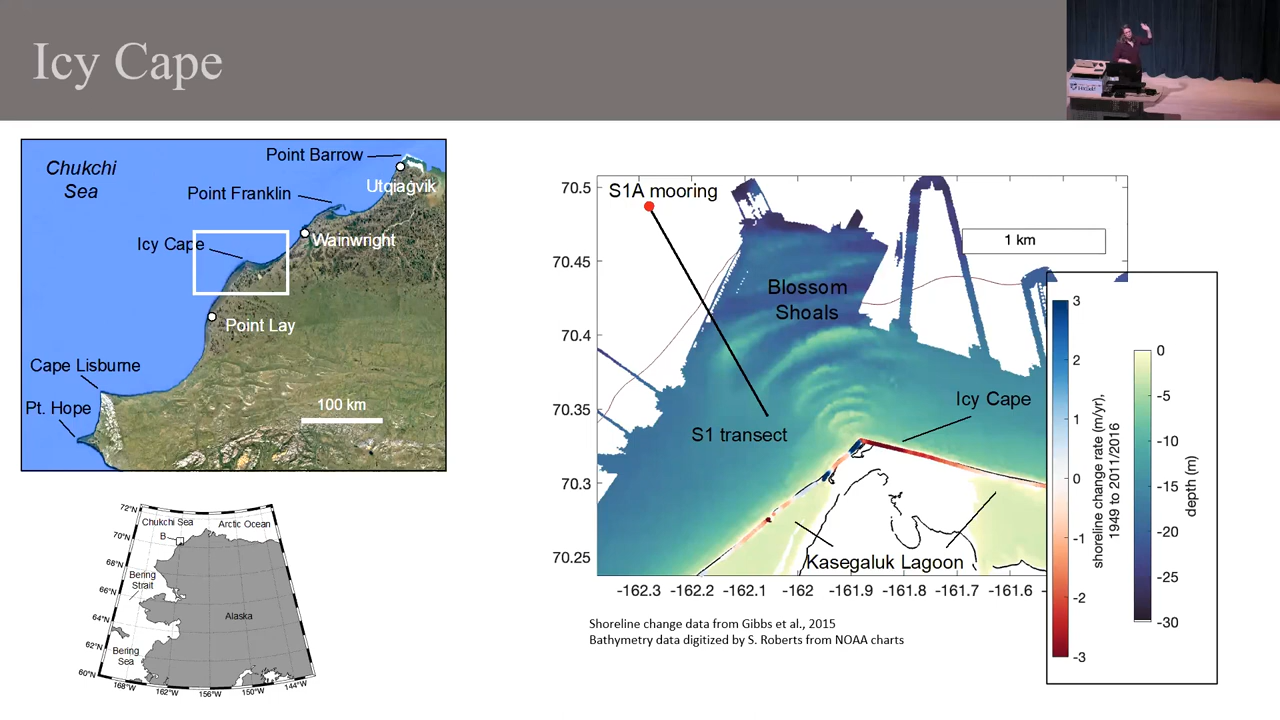 Icy Cape
Chukchi
Sea
Point Barrow
Utqiaġvik
Point Franklin
Icy Cape
Wainwright
Point Lay
Cape Lisburne
Pt. Hope
100 km
72°N
70°N
68°N
66°N
64°N
62°N
60°N
Chukchi Sea
Arctic Ocean
B
Bering
Strait
Alaska
Bering
Sea
168°W
162°W
156°W
150°W
144°W
70.5
70.45
70.4
70.35
70.3
70.25
S1A mooring
1 km
Blossom
Shoals
Icy Cape
S1 transect
Kasegaluk Lagoon
-162.3
-162.2
-162.1
-162
-161.9
-161.8
-161.7
-161.6
3
2
1
0
-1
-2
-3
shoreline change rate (m/yr),
1949 to 2011/2016
0
-5
-10
-15
-20
-25
-30
depth (m)
Shoreline change data from Gibbs et al., 2015
Bathymetry data digitized by S. Roberts from NOAA charts